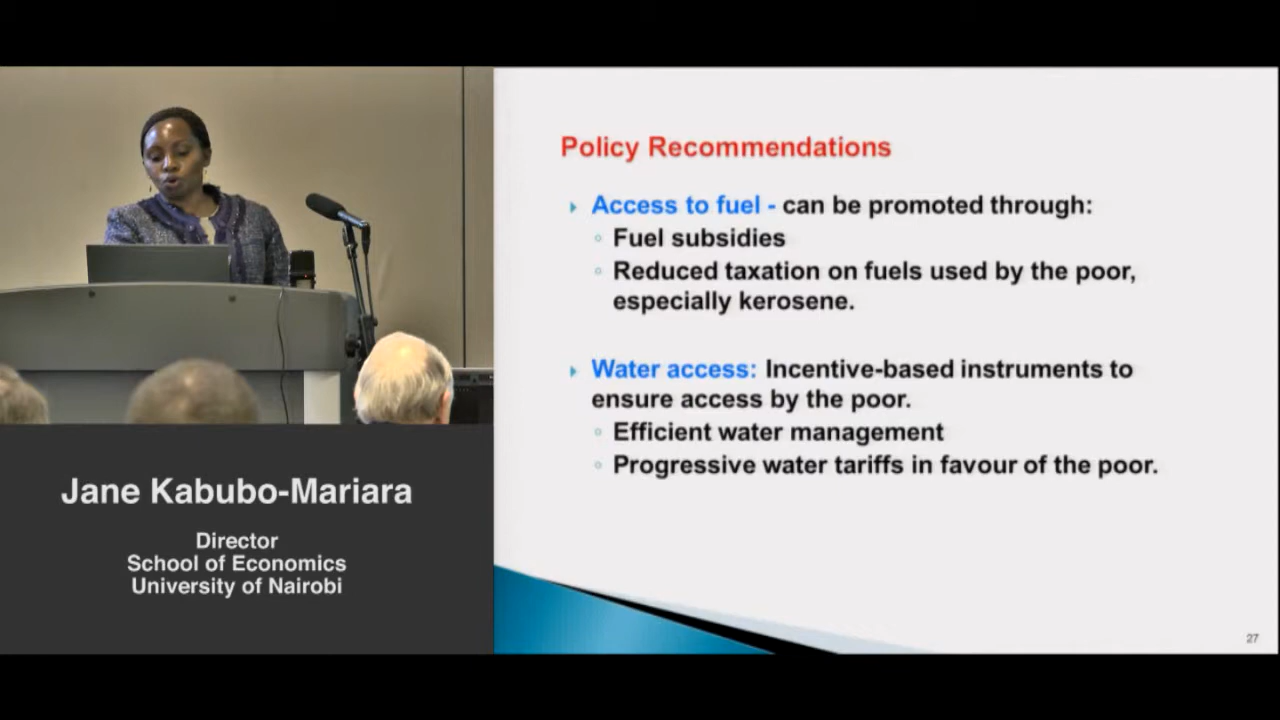 Policy Recommendations
Access to fuel - can be promoted through:
Fuel subsidies
Reduced taxation on fuels used by the poor,
especially kerosene.
Water access: Incentive-based instruments to
ensure access by the poor.
Efficient water management
Progressive water tariffs in favour of the poor.
27
Jane Kabubo-Mariara
Director
School of Economics
University of Nairobi